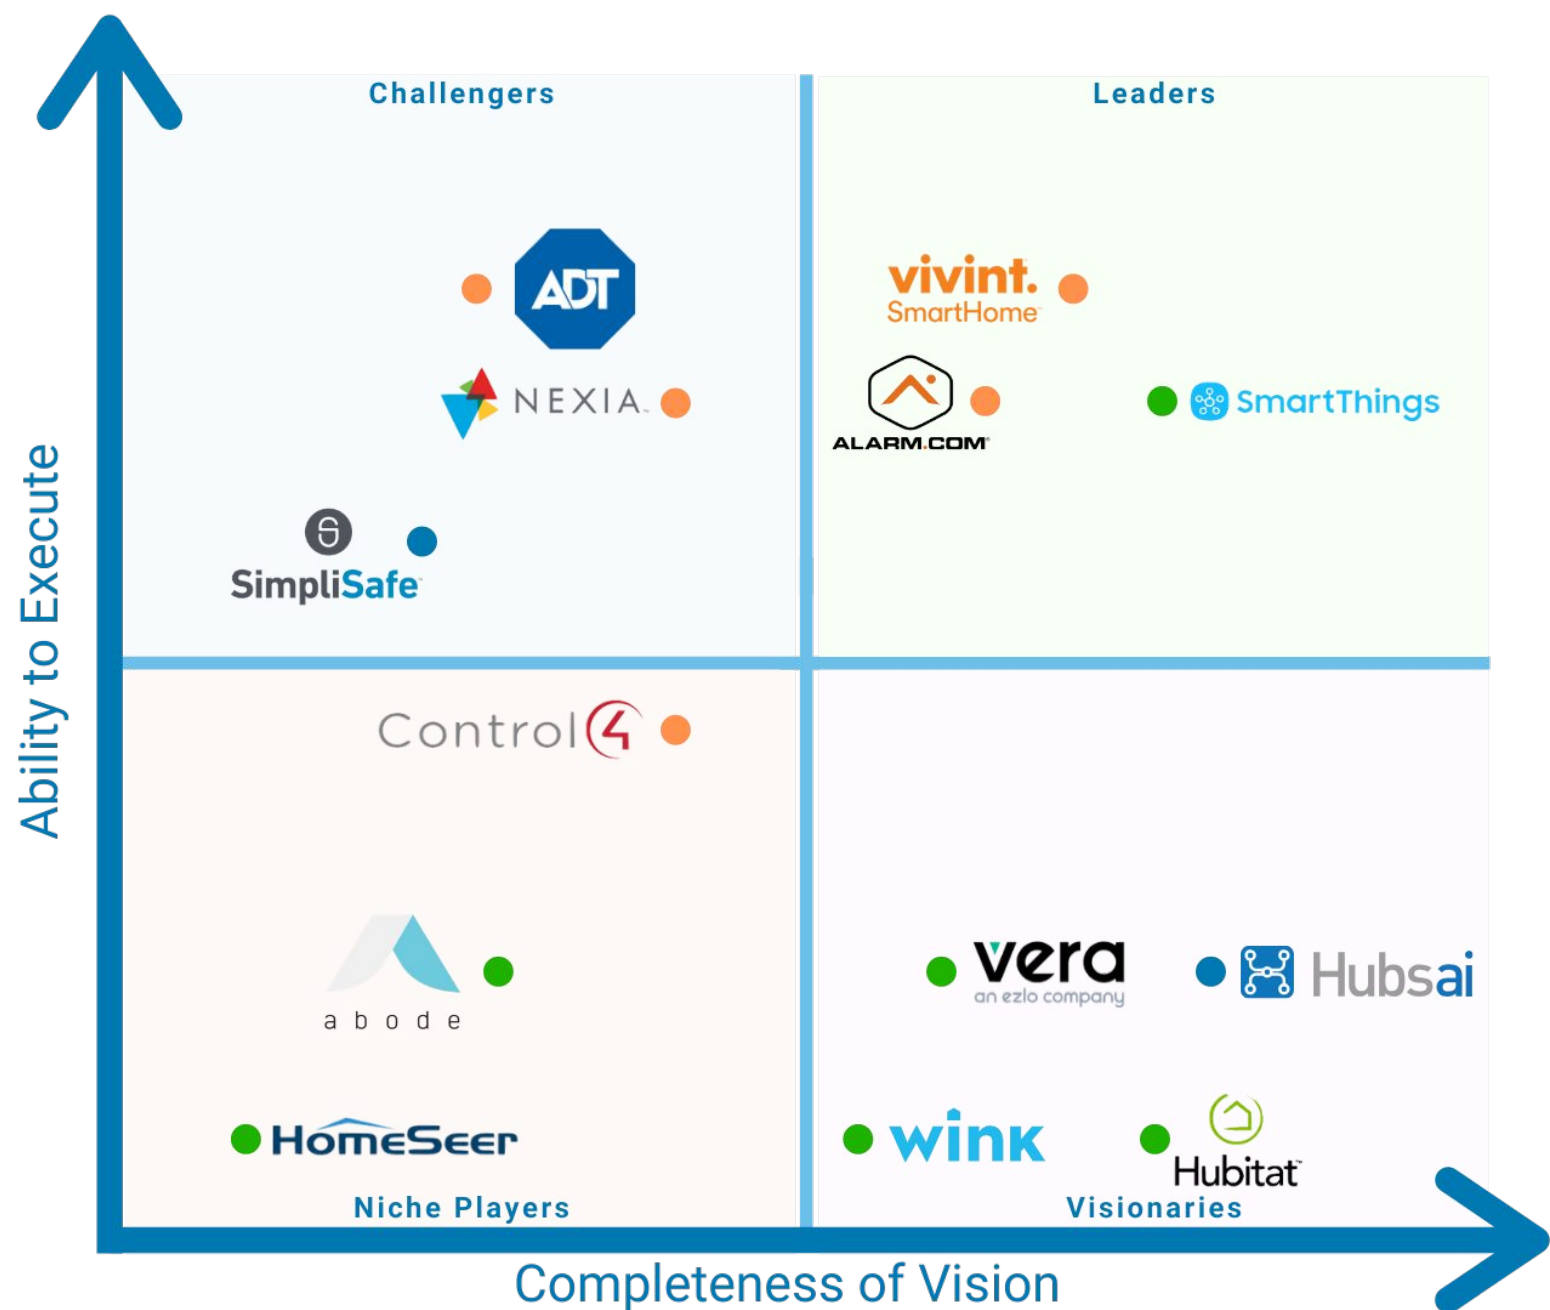 Challengers
Leaders
ADT
vivint.
SmartHome
NEXIA
ALARM.COM
SmartThings
SimpliSafe
Ability to Execute
Control4
abode
vera
an ezlo company
Hubsai
HomeSeer
wink
Hubitat
Niche Players
Visionaries
Completeness of Vision